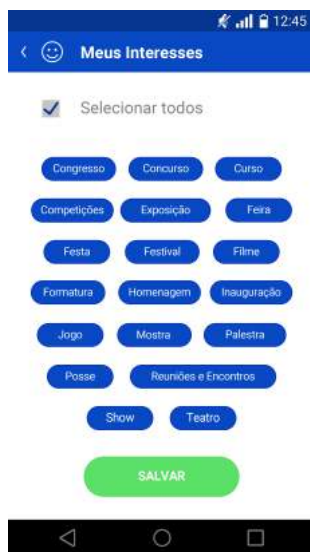 12:45
Meus Interesses
Selecionar todos
Congresso Concurso Curso
Competições Exposição Feira
Festa Festival Filme
Formatura Homenagem Inauguração
Jogo Mostra Palestra
Posse Reuniões e Encontros
Show Teatro
SALVAR